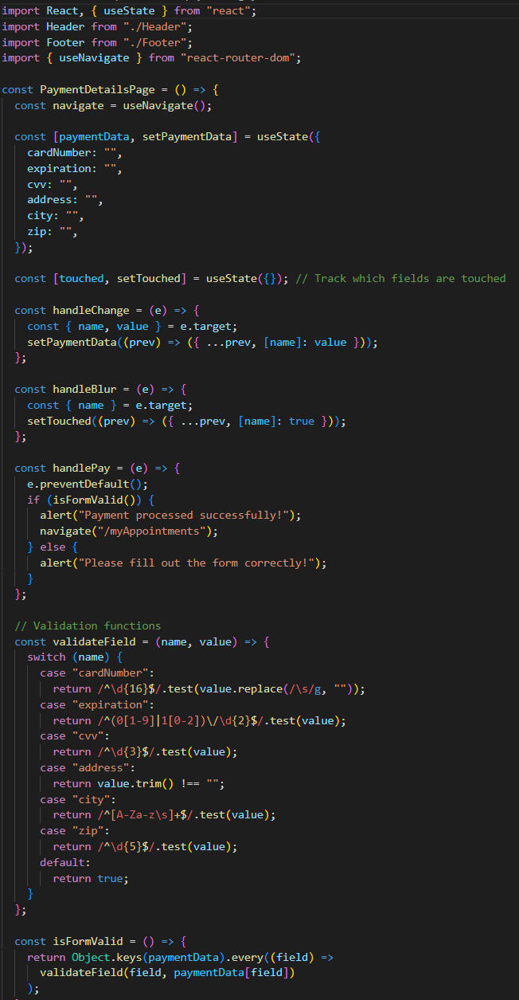 import React, { useState } from "react";
import Header from "./Header";
import Footer from "./Footer";
import { useNavigate } from "react-router-dom";

const PaymentDetailsPage = () => {
  const navigate = useNavigate();

  const [paymentData, setPaymentData] = useState({
    cardNumber: "",
    expiration: "",
    cvv: "",
    address: "",
    city: "",
    zip: "",
  });

  const [touched, setTouched] = useState({}); // Track which fields are touched

  const handleChange = (e) => {
    const { name, value } = e.target;
    setPaymentData((prev) => ({ ...prev, [name]: value }));
  };

  const handleBlur = (e) => {
    const { name } = e.target;
    setTouched((prev) => ({ ...prev, [name]: true }));
  };

  const handlePay = (e) => {
    e.preventDefault();
    if (isFormValid()) {
      alert("Payment processed successfully!");
      navigate("/myAppointments");
    } else {
      alert("Please fill out the form correctly!");
    }
  };

  // Validation functions
  const validateField = (name, value) => {
    switch (name) {
      case "cardNumber":
        return /^\d{16}$/.test(value.replace(/\s/g, ""));
      case "expiration":
        return /^(0[1-9]|1[0-2])\/\d{2}$/.test(value);
      case "cvv":
        return /^\d{3}$/.test(value);
      case "address":
        return value.trim() !== "";
      case "city":
        return /^[A-Za-z\s]+$/.test(value);
      case "zip":
        return /^\d{5}$/.test(value);
      default:
        return true;
    }
  };

  const isFormValid = () => {
    return Object.keys(paymentData).every((field) =>
      validateField(field, paymentData[field])
    );